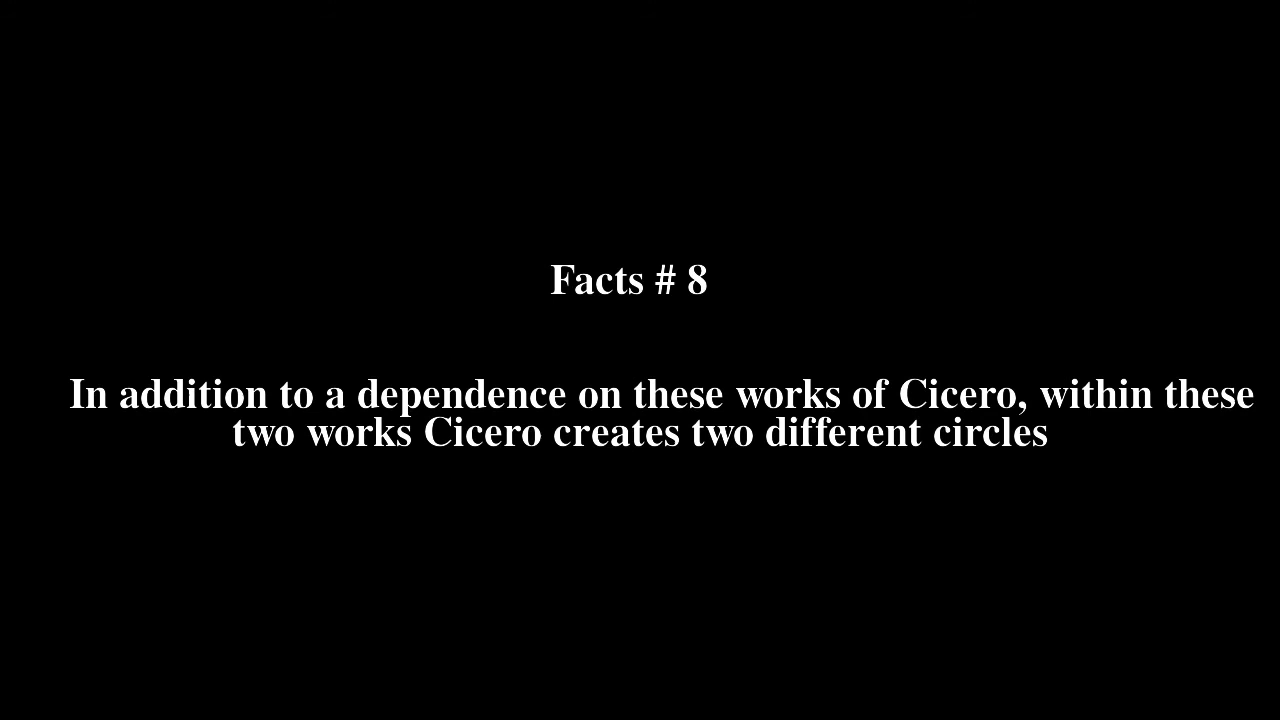 Facts # 8
In addition to a dependence on these works of Cicero, within these
two works Cicero creates two different circles